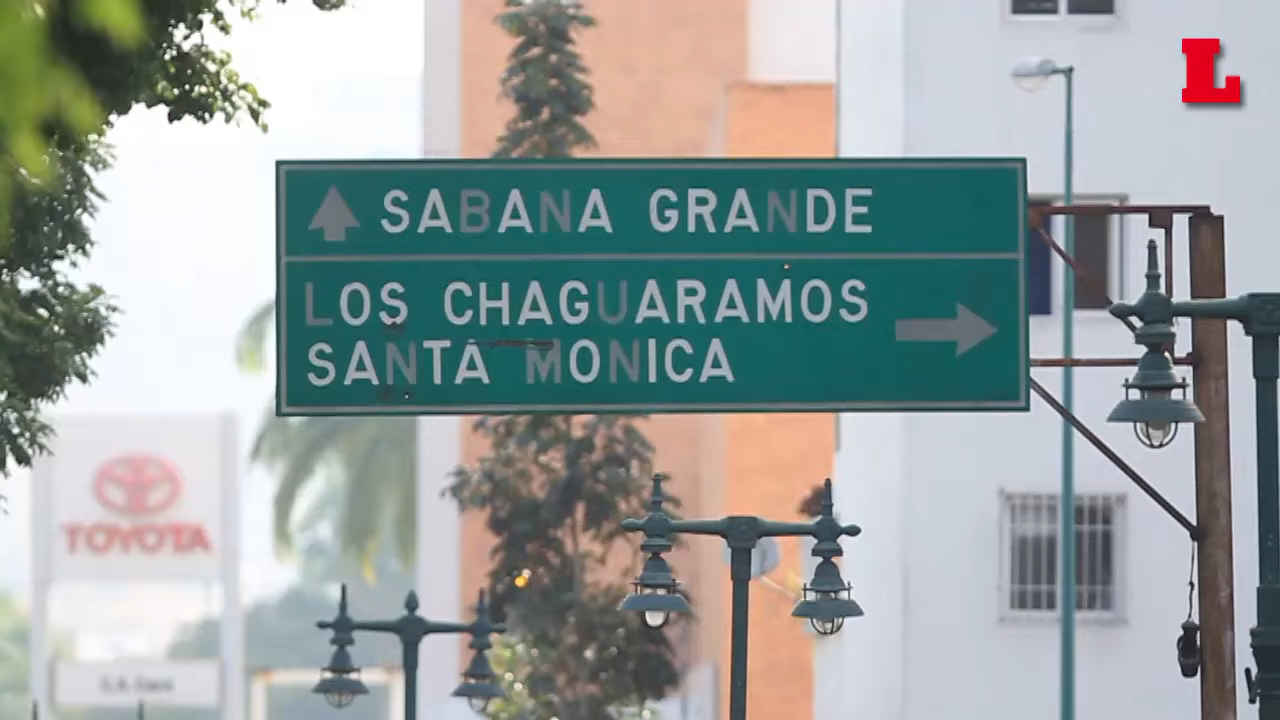 L
SABANA GRANDE
LOS CHAGUARAMOS
SANTA MONICA
TOYOTA